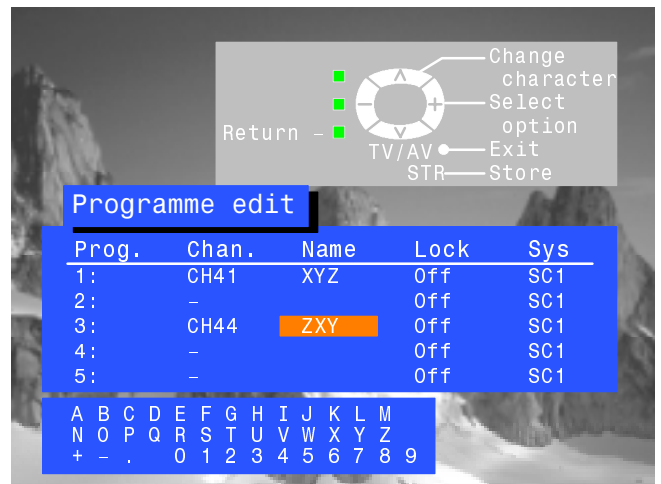 Change
character
Select
option
Return –
TV/AV Exit
STR Store
Programme edit
Prog. Chan. Name Lock Sys
1: CH41 XYZ Off SC1
2: – Off SC1
3: CH44 ZXY Off SC1
4: – Off SC1
5: – Off SC1
A B C D E F G H I J K L M
N O P Q R S T U V W X Y Z
+ – . 0 1 2 3 4 5 6 7 8 9